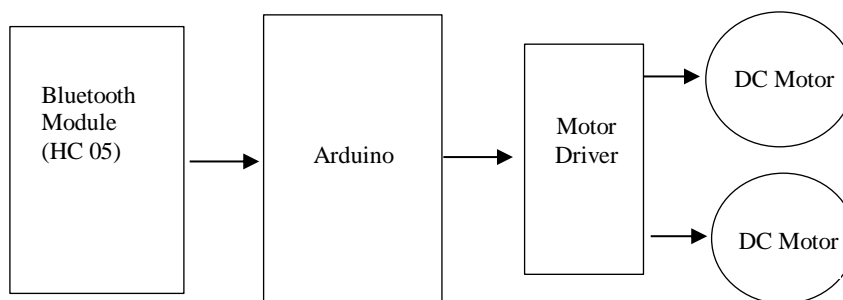 Bluetooth
Module
(HC 05)
Arduino
Motor
Driver
DC Motor
DC Motor